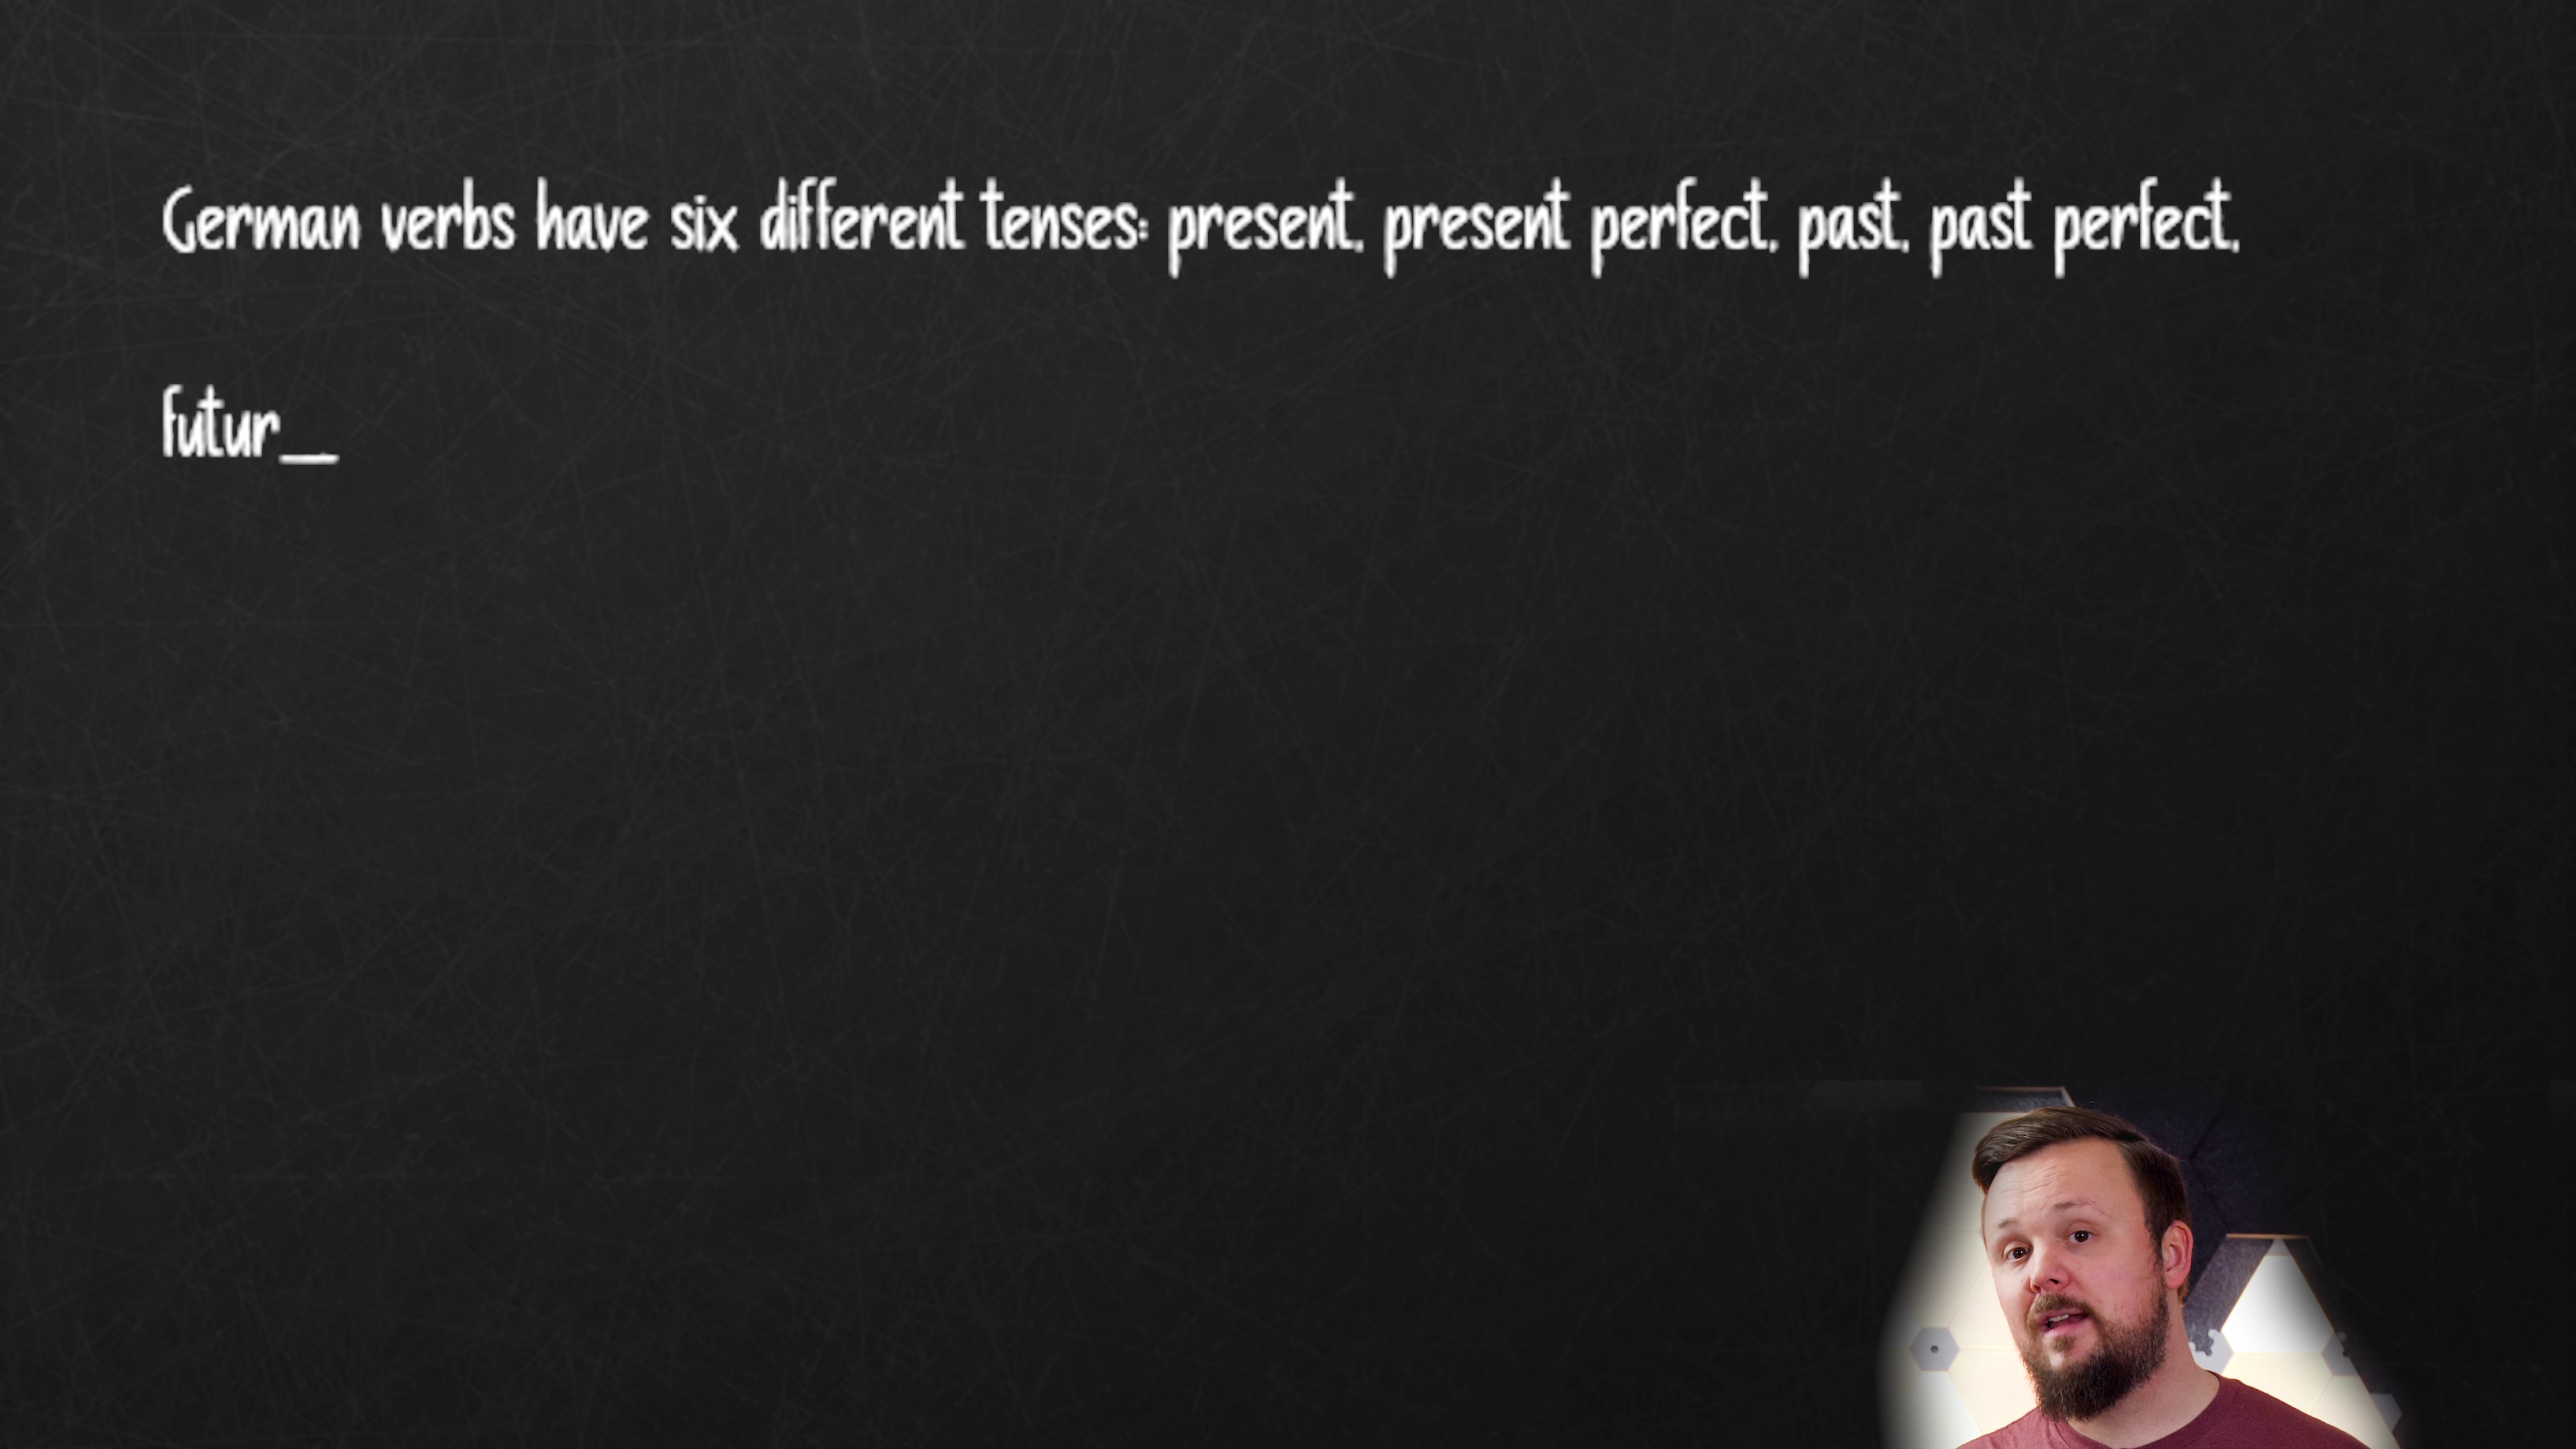 German verbs have six different tenses: present, present perfect, past, past perfect,
futur_